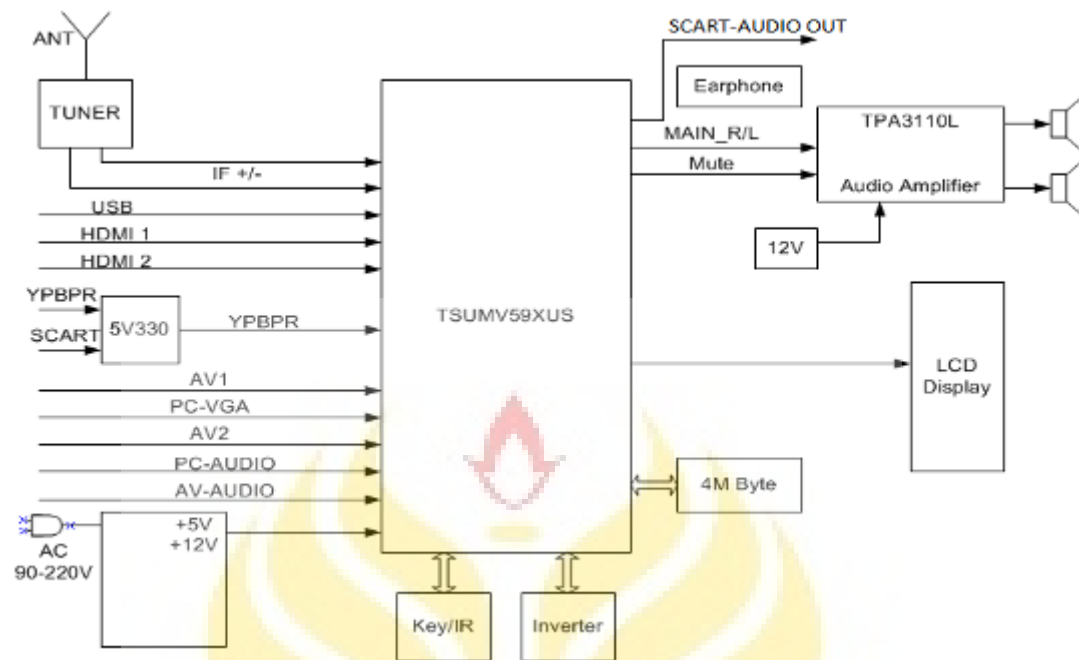 ANT
TUNER
IF +/-
USB
HDMI 1
HDMI 2
YPBPR
SCART
5V330
YPBPR
AV1
PC-VGA
AV2
PC-AUDIO
AV-AUDIO
+5V
+12V
AC
90-220V
TSUMV59XUS
SCART-AUDIO OUT
Earphone
MAIN_R/L
Mute
TPA3110L
Audio Amplifier
12V
LCD
Display
4M Byte
Key/IR
Inverter